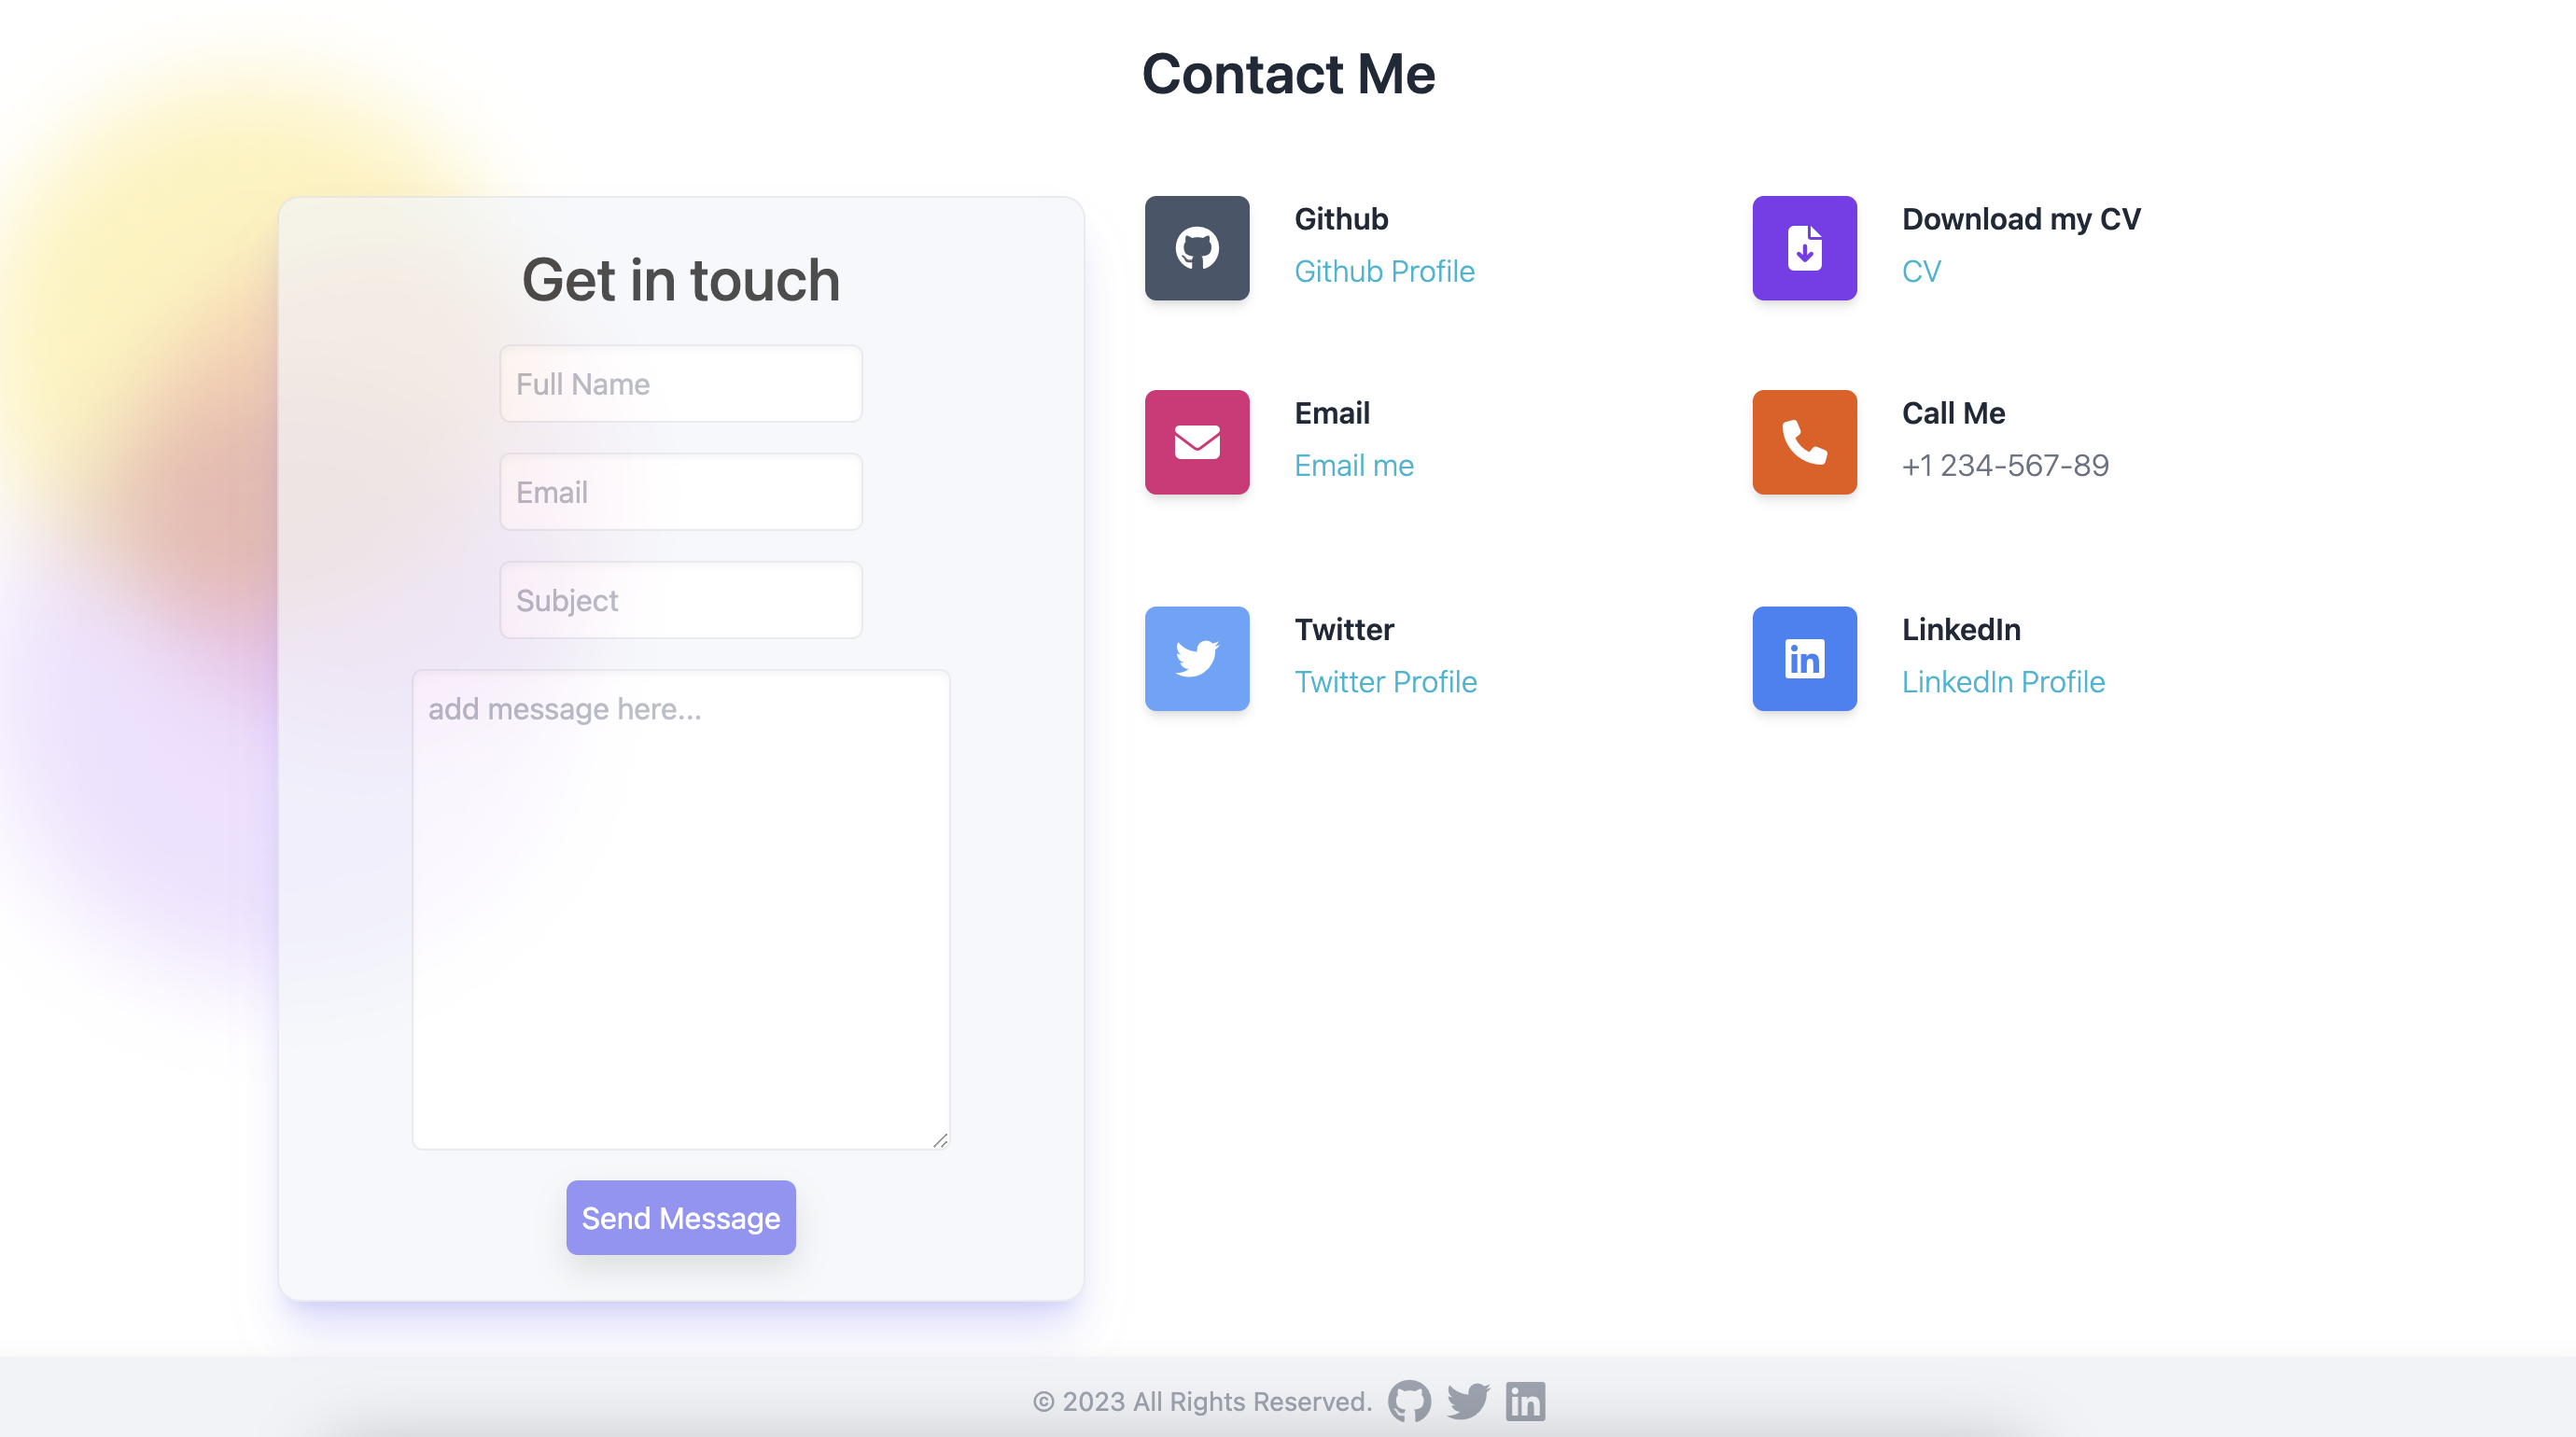 Contact Me
Get in touch
Full Name
Email
Subject
add message here...
Send Message
Github
Github Profile
Download my CV
CV
Email
Email me
Call Me
+1 234-567-89
Twitter
Twitter Profile
LinkedIn
LinkedIn Profile
© 2023 All Rights Reserved.